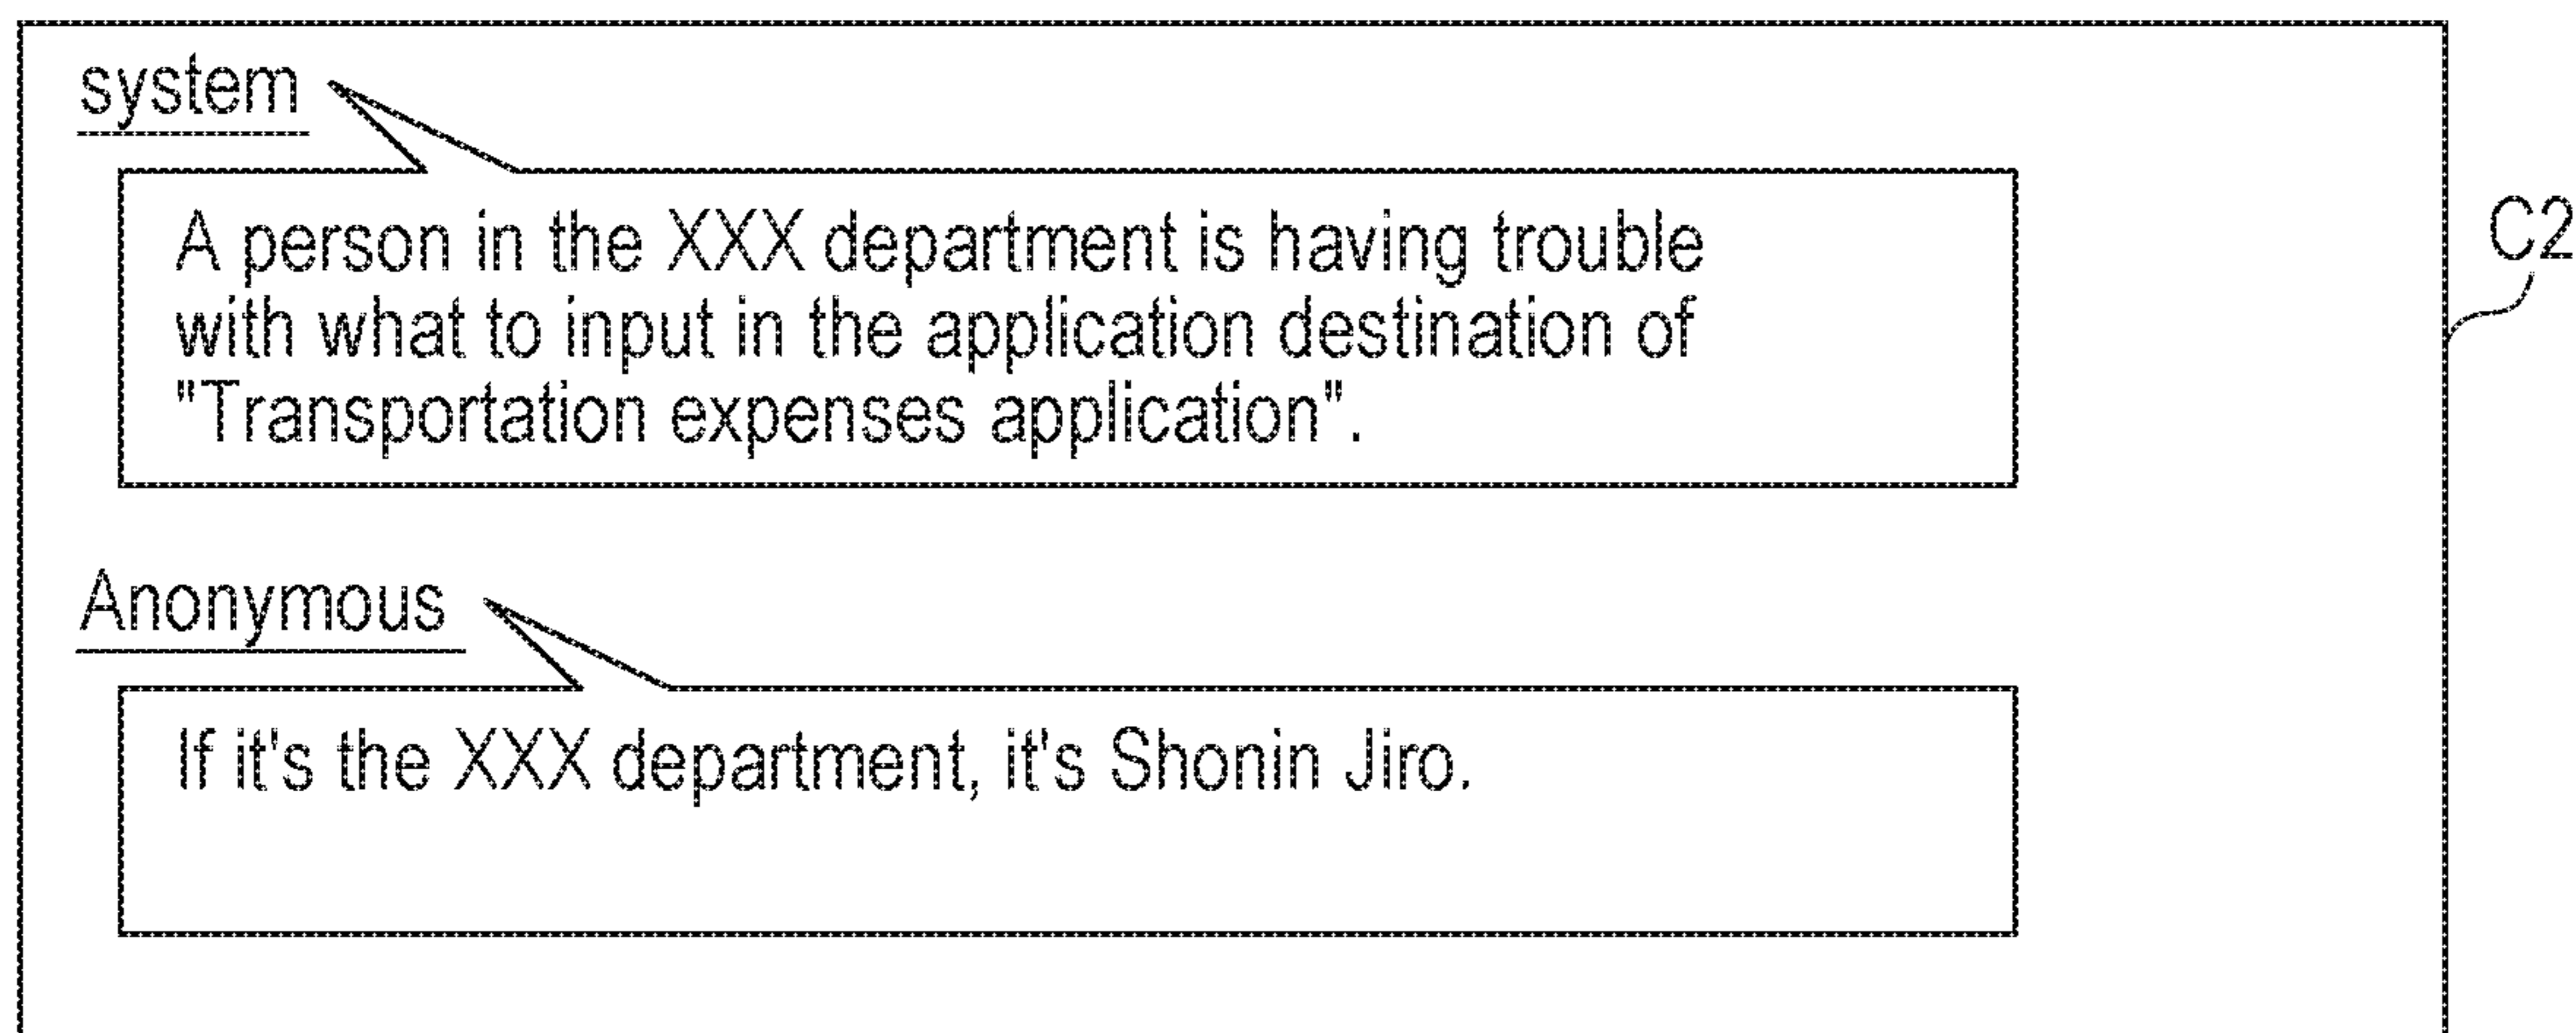 system
A person in the XXX department is having trouble
with what to input in the application destination of
"Transportation expenses application".
C2
Anonymous
If it's the XXX department, it's Shonin Jiro.